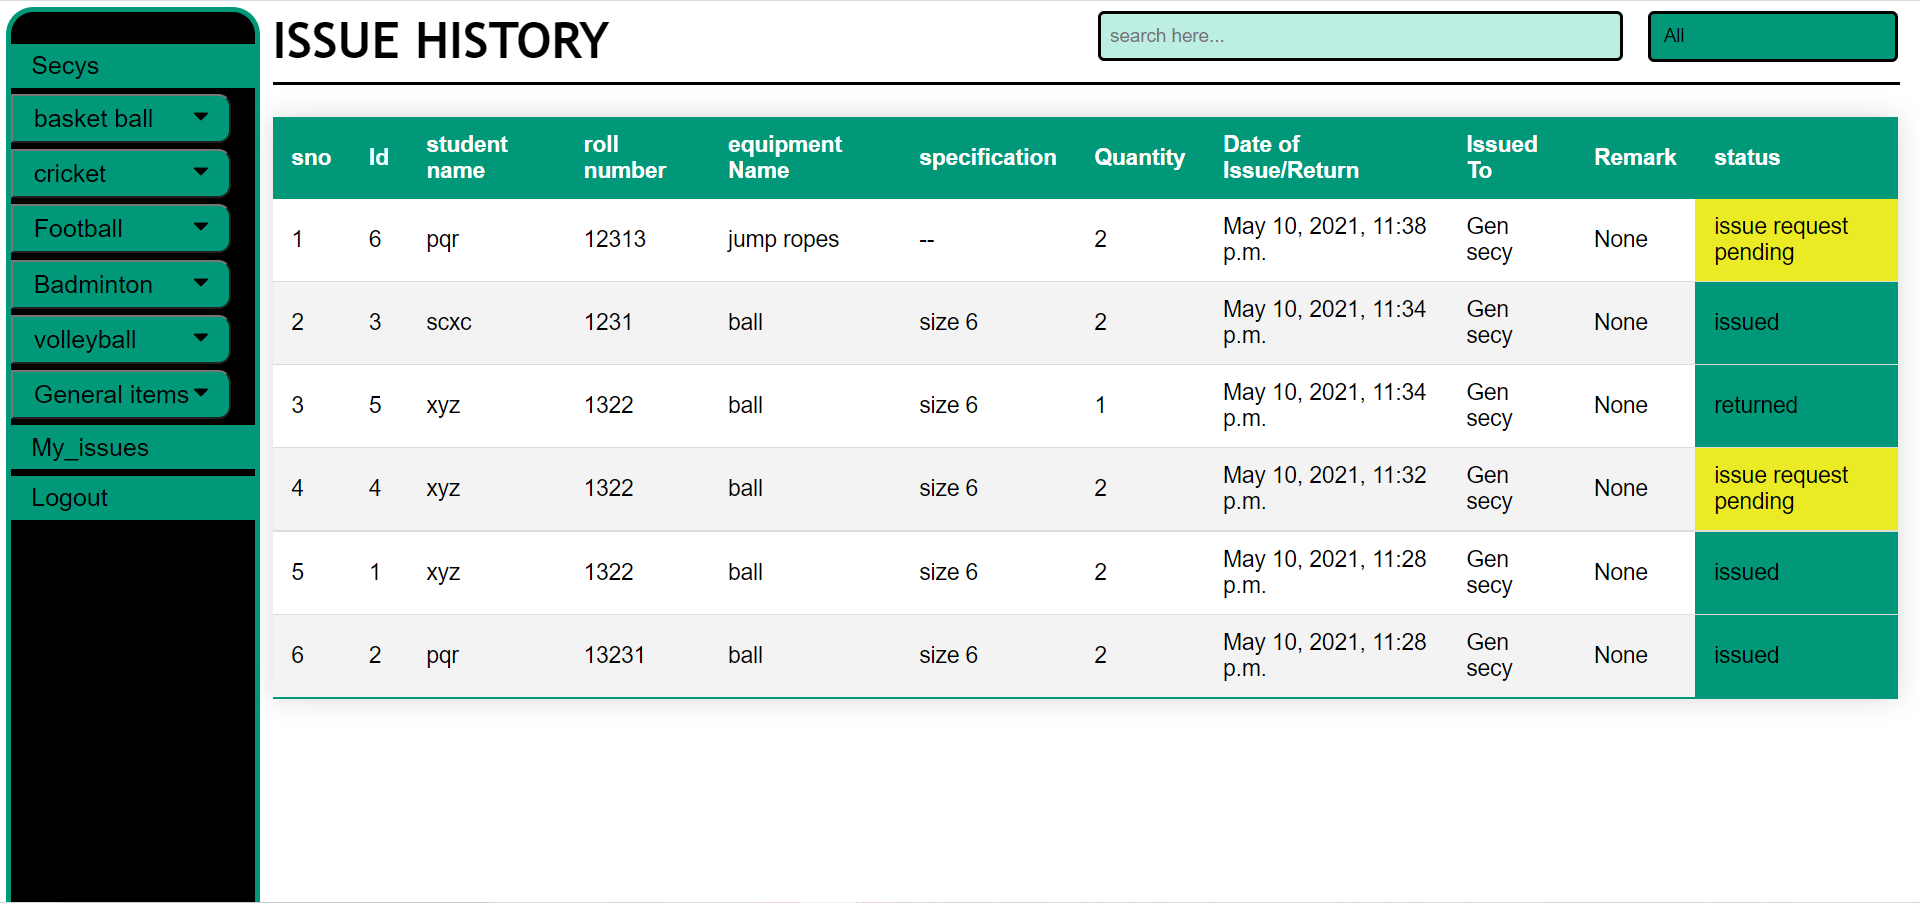 ISSUE HISTORY
search here...
All
Secys
basket ball
cricket
Football
Badminton
volleyball
General items
My_issues
Logout
sno Id student name roll number equipment Name specification Quantity Date of Issue/Return Issued To Remark status
1 6 pqr 12313 jump ropes -- 2 May 10, 2021, 11:38 p.m. Gen secy None issue request pending
2 3 scxc 1231 ball size 6 2 May 10, 2021, 11:34 p.m. Gen secy None issued
3 5 xyz 1322 ball size 6 1 May 10, 2021, 11:34 p.m. Gen secy None returned
4 4 xyz 1322 ball size 6 2 May 10, 2021, 11:32 p.m. Gen secy None issue request pending
5 1 xyz 1322 ball size 6 2 May 10, 2021, 11:28 p.m. Gen secy None issued
6 2 pqr 13231 ball size 6 2 May 10, 2021, 11:28 p.m. Gen secy None issued